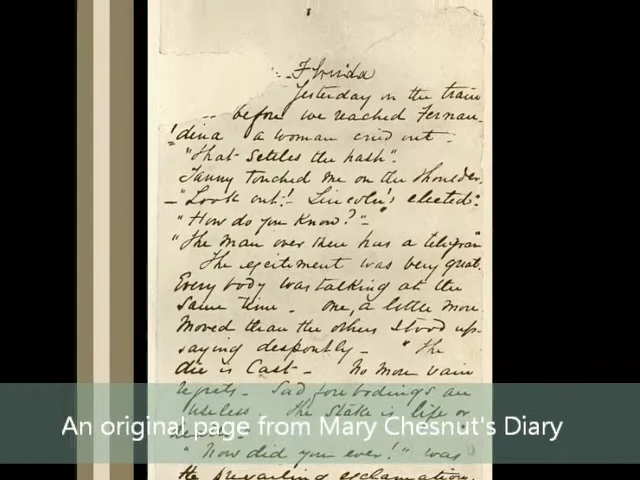 Florida
Yesterday on the train
-- before we reached Fernan-
dina a woman cried out -
"That settles the hash".
Tanny touched me on the shoulder.
- "Look out! - Lincoln's elected."
"How do you know?" -
"The man over there has a telegram
The excitement was very great.
Every body was talking at the
same time - One, a little more
moved than the others stood up -
saying despondtly - "The
die is cast - No more vain
regrets - Sad forebodings are
useless. The stake is life or
death -
"Now did you ever!" was
the prevailing exclamation,
An original page from Mary Chesnut's Diary